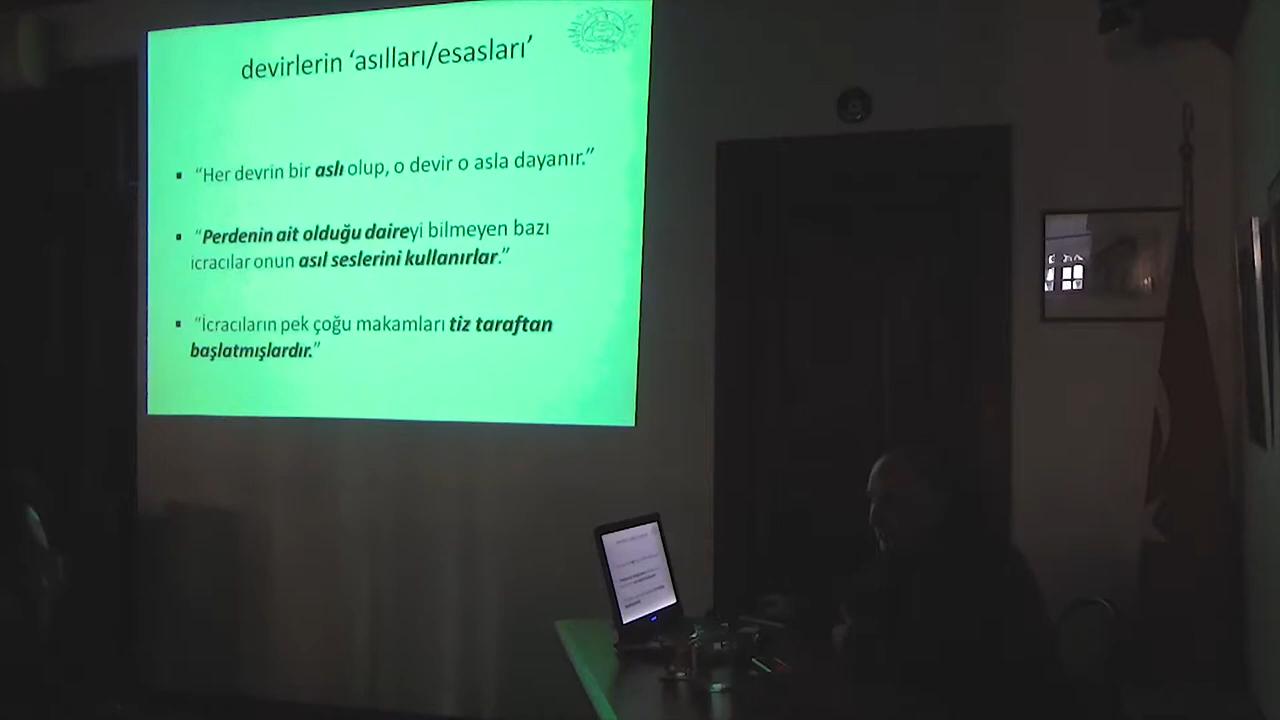 devirlerin ‘asılları/esasları’
▪ “Her devrin bir aslı olup, o devir o asla dayanır.”
▪ “Perdenin ait olduğu daireyi bilmeyen bazı
icracılar onun asıl seslerini kullanırlar.”
▪ “İcracıların pek çoğu makamları tiz taraftan
başlatmışlardır.”